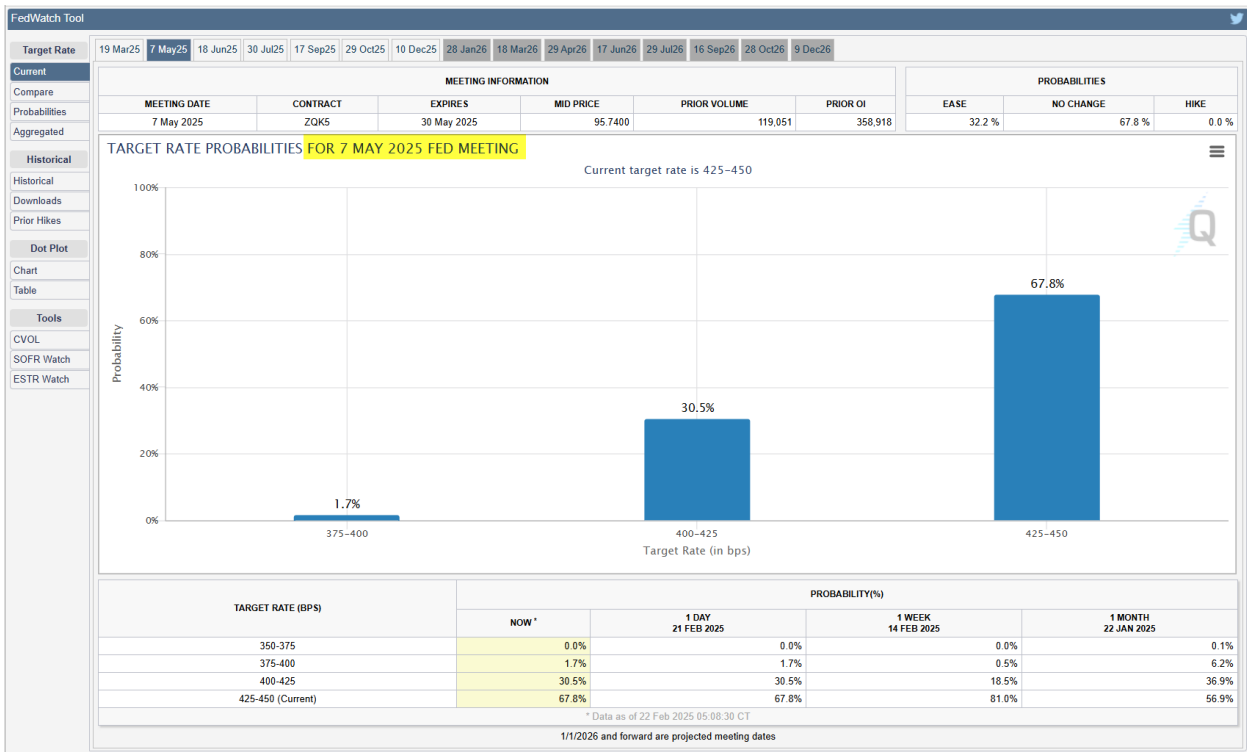 FedWatch Tool
Target Rate
Current
Compare
Probabilities
Aggregated
Historical
Historical
Downloads
Prior Hikes
Dot Plot
Chart
Table
Tools
CVOL
SOFR Watch
ESTR Watch
19 Mar25 7 May25 18 Jun25 30 Jul25 17 Sep25 29 Oct25 10 Dec25 28 Jan26 18 Mar26 29 Apr26 17 Jun26 29 Jul26 16 Sep26 28 Oct26 9 Dec26
MEETING INFORMATION
MEETING DATE CONTRACT EXPIRES MID PRICE PRIOR VOLUME PRIOR OI
7 May 2025 ZQK5 30 May 2025 95.7400 119,051 358,918
PROBABILITIES
EASE NO CHANGE HIKE
32.2 % 67.8 % 0.0 %
TARGET RATE PROBABILITIES FOR 7 MAY 2025 FED MEETING
Current target rate is 425-450
Q
Probability
100%
80%
60%
40%
20%
0%
1.7%
30.5%
67.8%
375-400 400-425 425-450
Target Rate (in bps)
TARGET RATE (BPS) PROBABILITY(%)
NOW * 1 DAY 1 WEEK 1 MONTH
21 FEB 2025 14 FEB 2025 22 JAN 2025
350-375 0.0% 0.0% 0.0% 0.1%
375-400 1.7% 1.7% 0.5% 6.2%
400-425 30.5% 30.5% 18.5% 36.9%
425-450 (Current) 67.8% 67.8% 81.0% 56.9%
* Data as of 22 Feb 2025 05:08:30 CT
1/1/2026 and forward are projected meeting dates